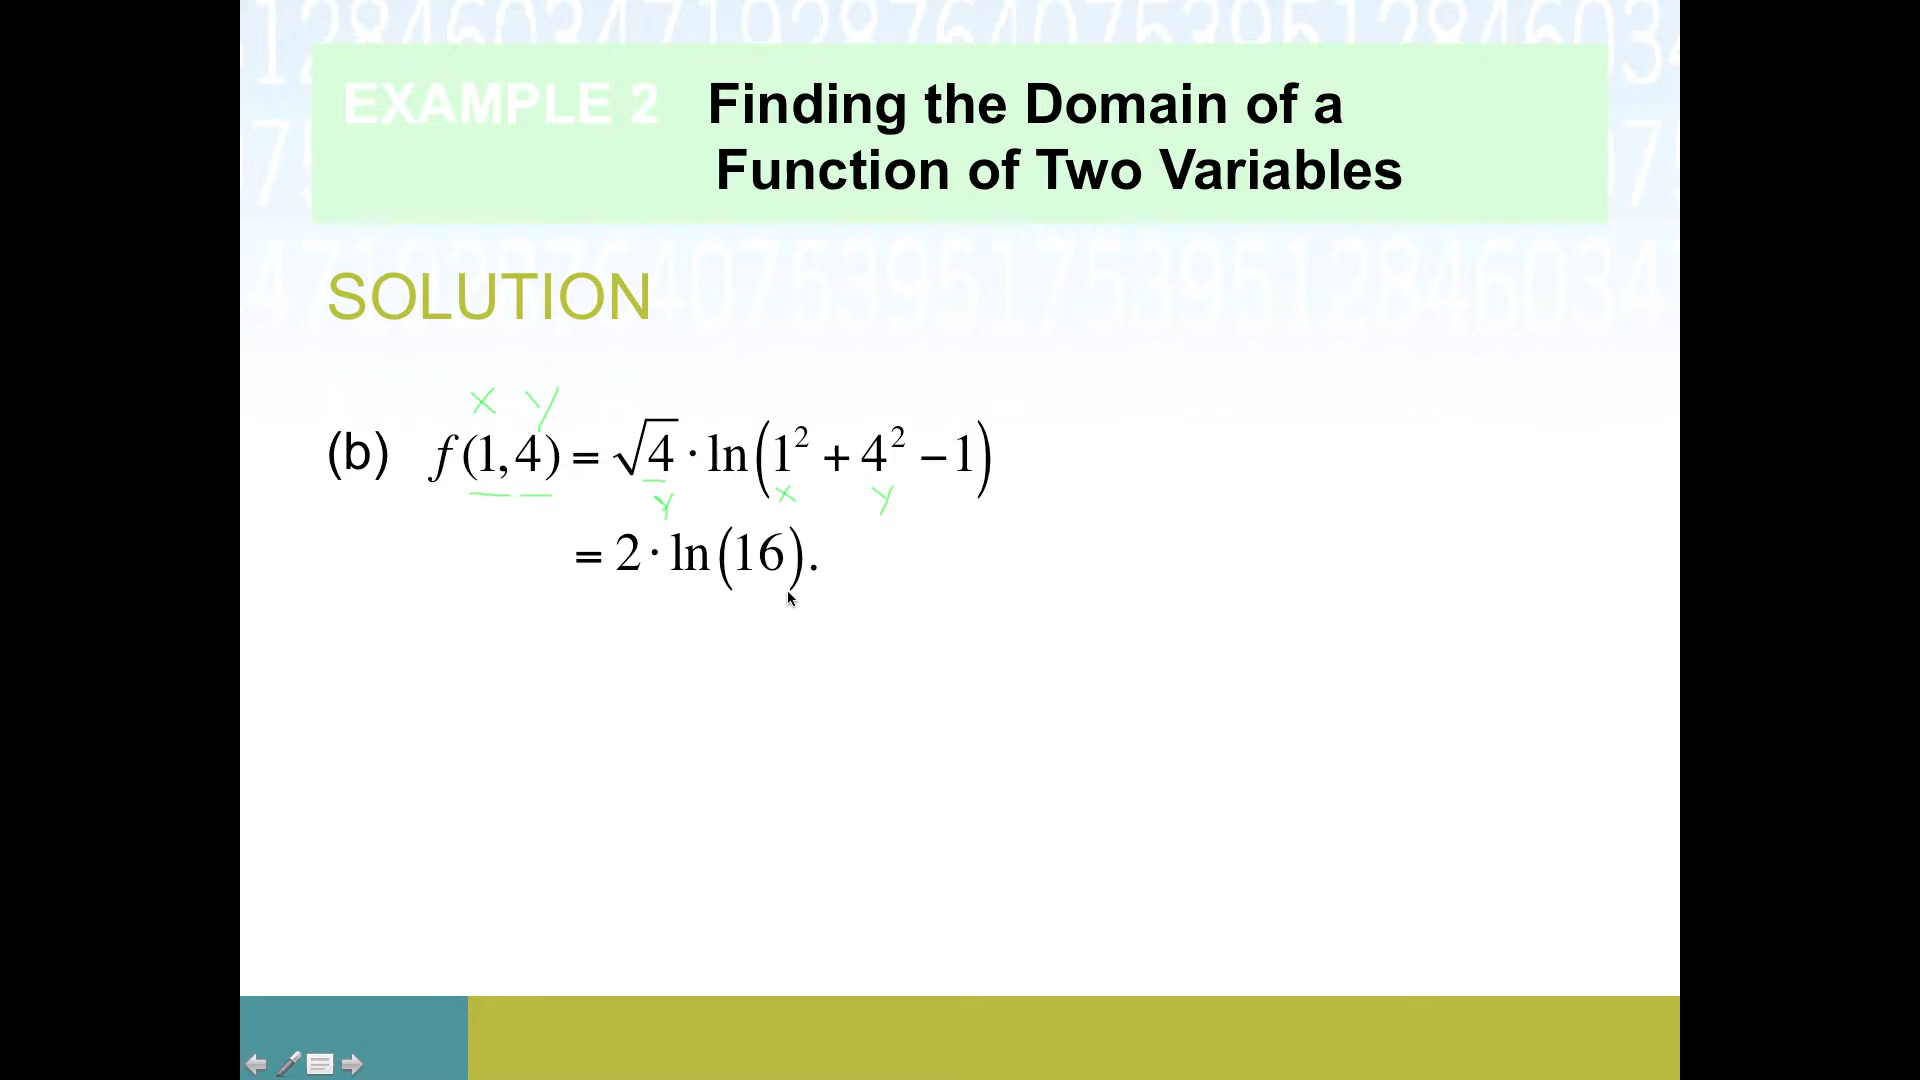 EXAMPLE 2 Finding the Domain of a
Function of Two Variables
SOLUTION
x y
(b) f(1,4) = √4 · ln(1² + 4² − 1)
y x y
= 2 · ln(16).